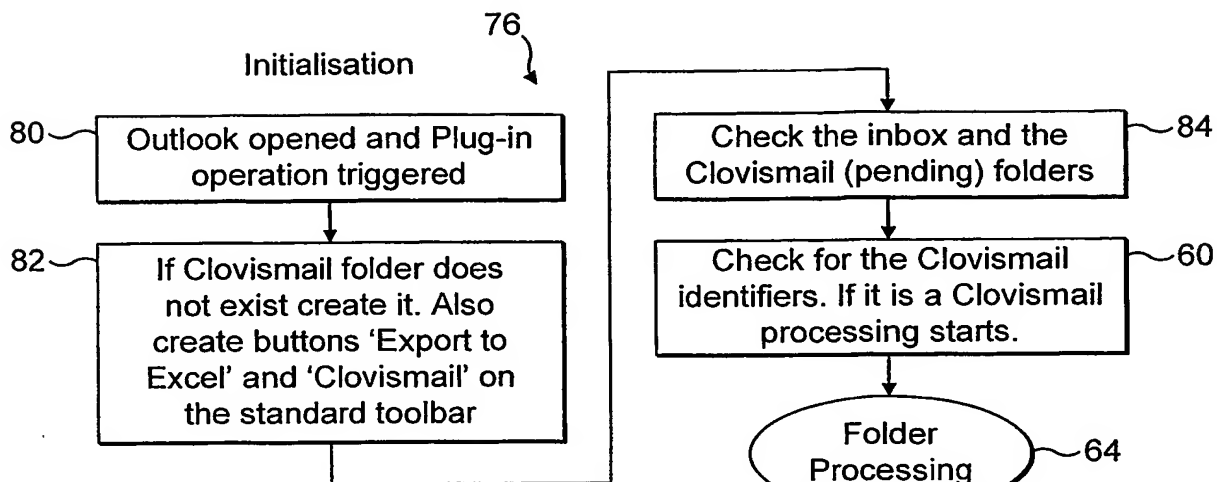 76
Initialisation
80
Outlook opened and Plug-in
operation triggered
82
If Clovismail folder does
not exist create it. Also
create buttons ‘Export to
Excel’ and ‘Clovismail’ on
the standard toolbar
Check the inbox and the
Clovismail (pending) folders
84
Check for the Clovismail
identifiers. If it is a Clovismail
processing starts.
60
Folder
Processing
64